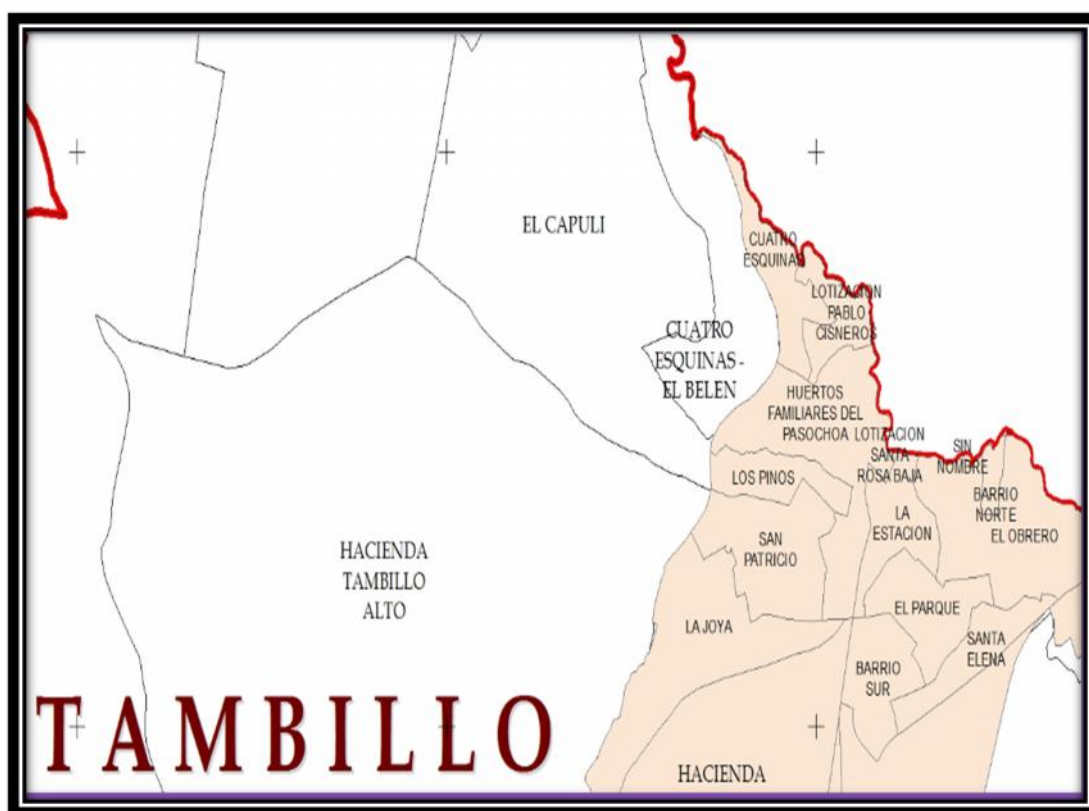 EL CAPULI
CUATRO
ESQUINAS
LOTIZACION
PABLO
CISNEROS
CUATRO
ESQUINAS -
EL BELEN
HUERTOS
FAMILIARES DEL
PASOCHOA
LOTIZACION
SANTA
ROSA BAJA
SIN
NOMBRE
LOS PINOS
BARRIO
NORTE
LA
ESTACION
EL OBRERO
SAN
PATRICIO
HACIENDA
TAMBILLO
ALTO
EL PARQUE
LA JOYA
SANTA
ELENA
BARRIO
SUR
TAMBILLO
HACIENDA